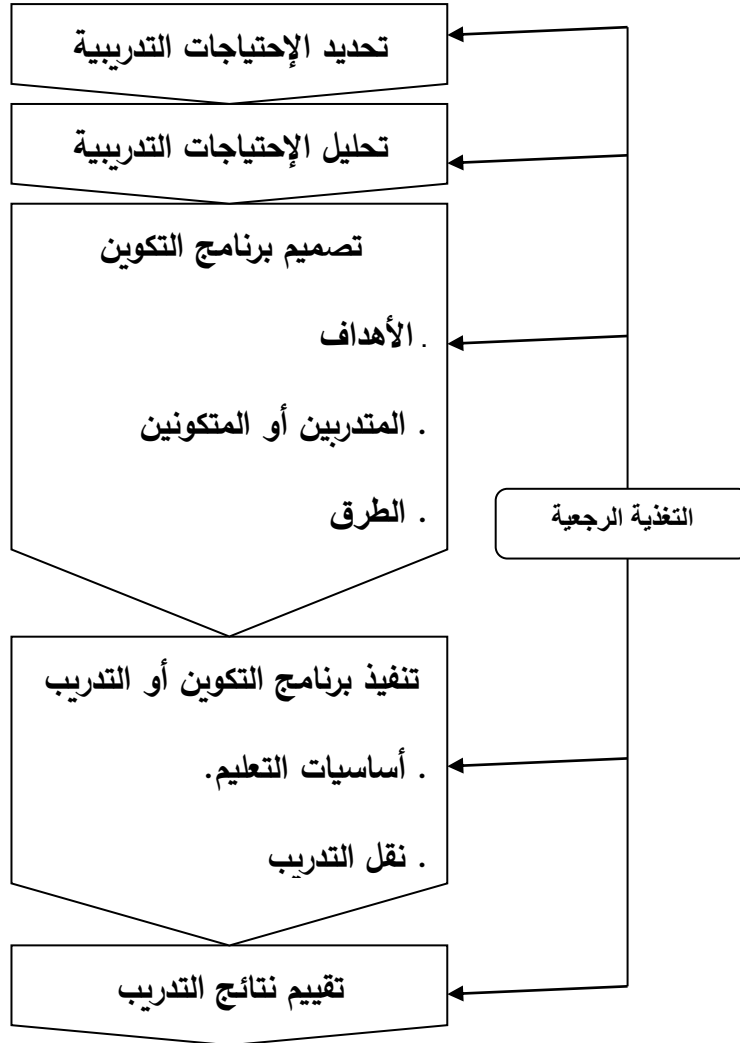 تحديد الإحتياجات التدريبية
تحليل الإحتياجات التدريبية
تصميم برنامج التكوين
. الأهداف
. المتدربين أو المتكونين
. الطرق
التغذية الرجعية
تنفيذ برنامج التكوين أو التدريب
. أساسيات التعليم.
. نقل التدريب
تقييم نتائج التدريب